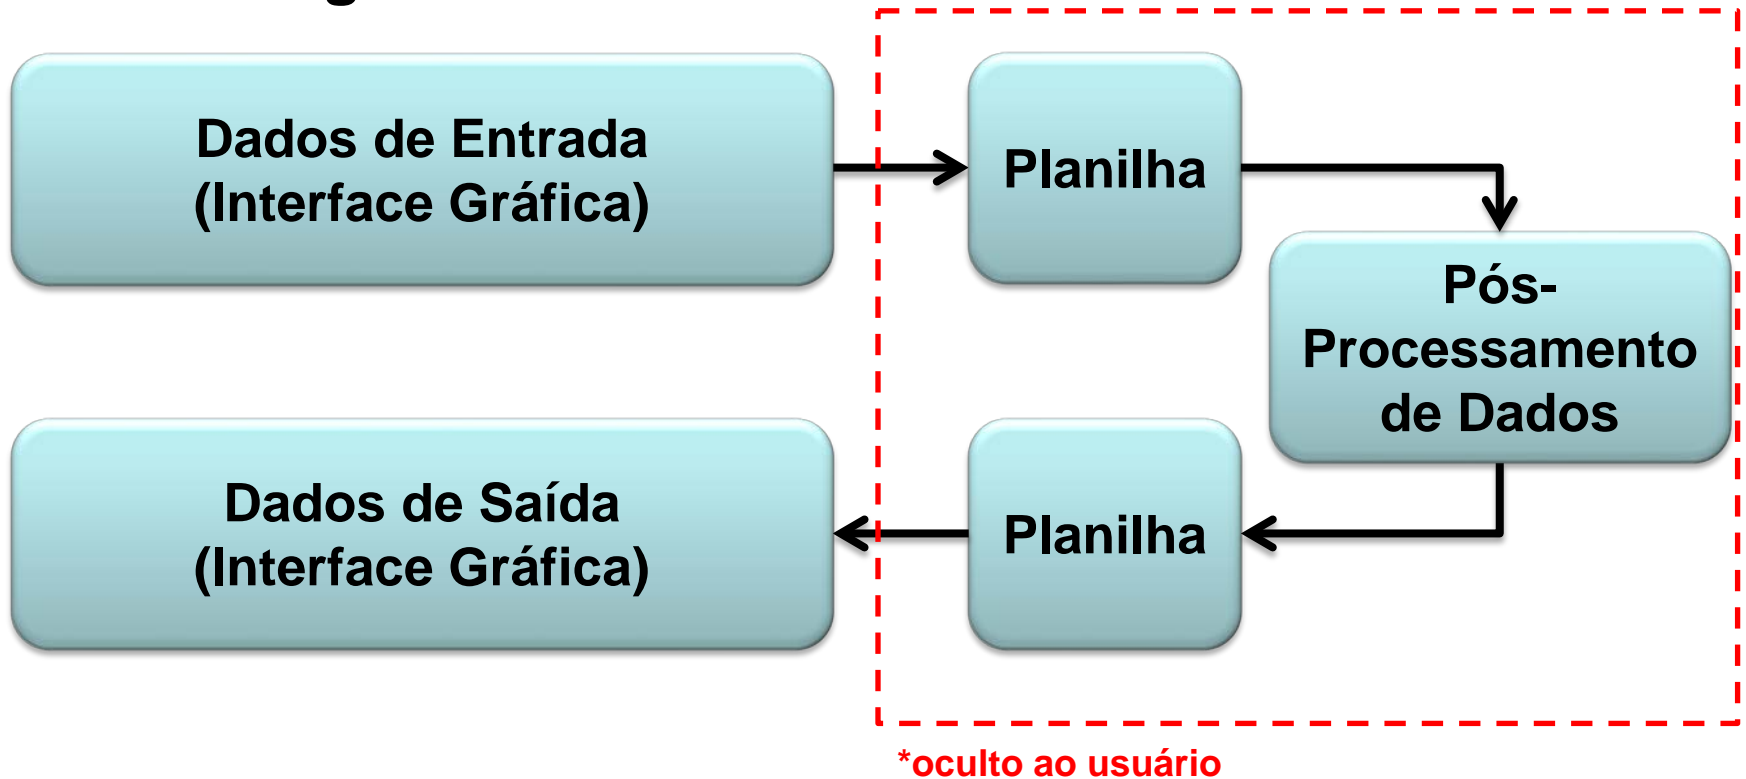 Dados de Entrada
(Interface Gráfica)
Planilha
Pós-
Processamento
de Dados
Dados de Saída
(Interface Gráfica)
Planilha
*oculto ao usuário